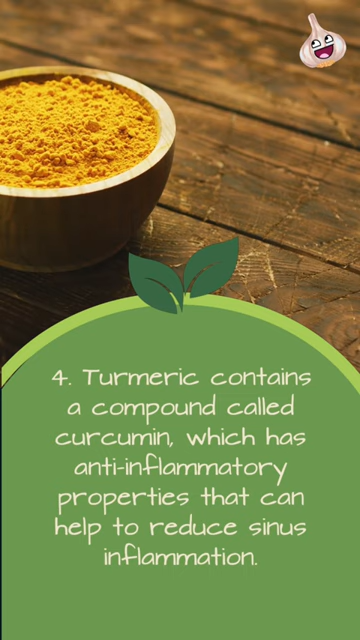 4. Turmeric contains
a compound called
curcumin, which has
anti-inflammatory
properties that can
help to reduce sinus
inflammation.